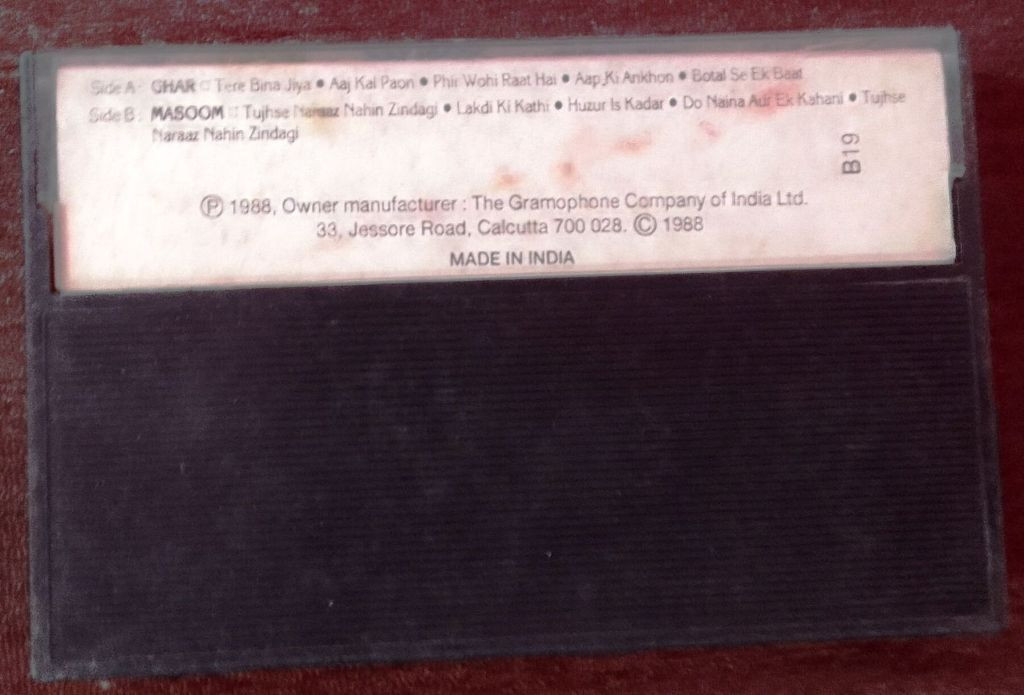 Side A : GHAR □ Tere Bina Jiya • Aaj Kal Paon • Phir Wohi Raat Hai • Aap Ki Ankhon • Botal Se Ek Baat
Side B : MASOOM □ Tujhse Naraaz Nahin Zindagi • Lakdi Ki Kathi • Huzur Is Kadar • Do Naina Aur Ek Kahani • Tujhse
Naraaz Nahin Zindagi
B19
Ⓟ 1988, Owner manufacturer : The Gramophone Company of India Ltd.
33, Jessore Road, Calcutta 700 028. © 1988
MADE IN INDIA